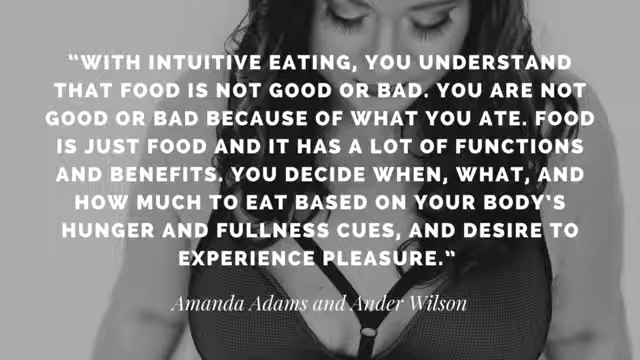 “WITH INTUITIVE EATING, YOU UNDERSTAND
THAT FOOD IS NOT GOOD OR BAD. YOU ARE NOT
GOOD OR BAD BECAUSE OF WHAT YOU ATE. FOOD
IS JUST FOOD AND IT HAS A LOT OF FUNCTIONS
AND BENEFITS. YOU DECIDE WHEN, WHAT, AND
HOW MUCH TO EAT BASED ON YOUR BODY‘S
HUNGER AND FULLNESS CUES, AND DESIRE TO
EXPERIENCE PLEASURE.“
Amanda Adams and Ander Wilson